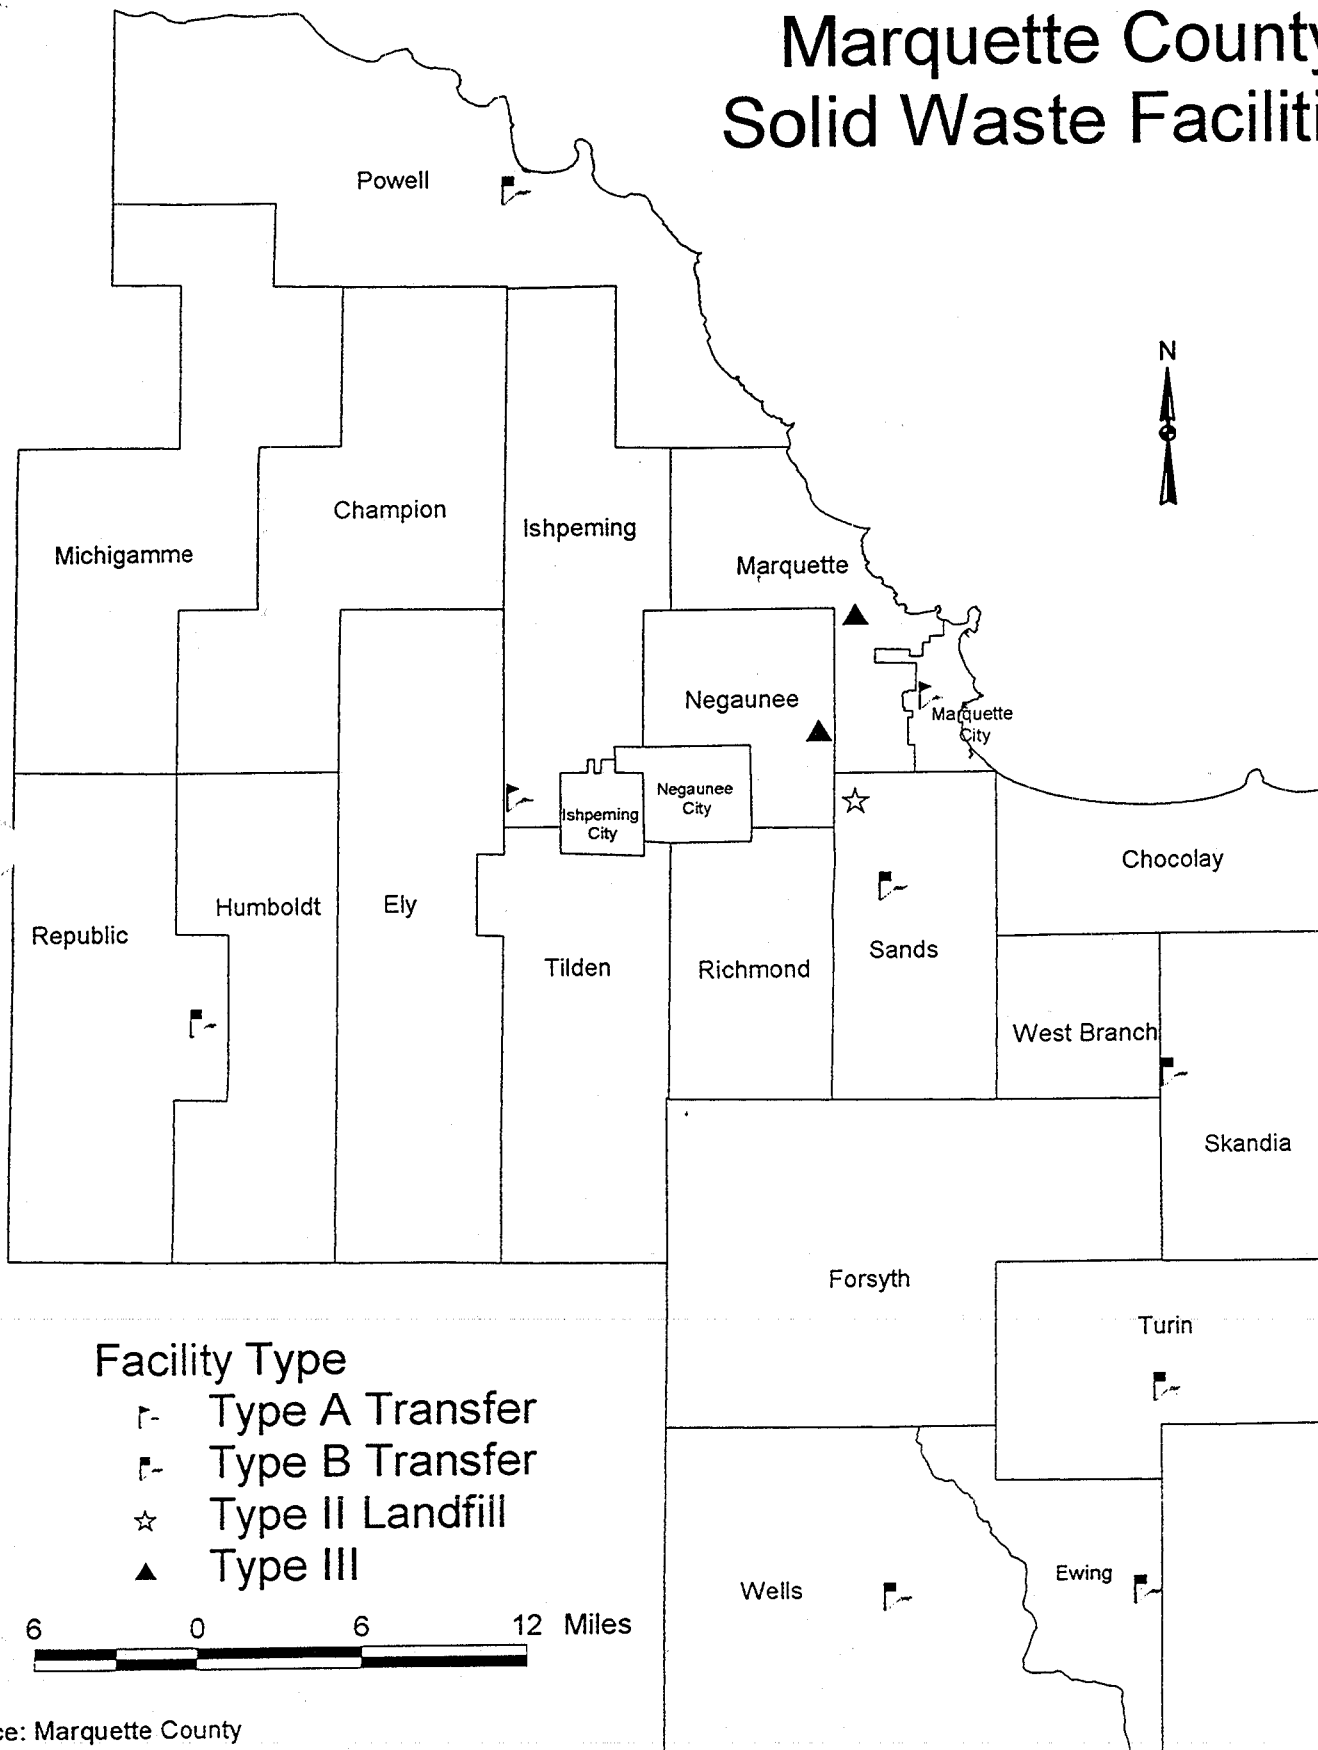 Marquette County
Solid Waste Faciliti
Powell
N
Champion
Ishpeming
Michigamme
Marquette
Negaunee
Marquette
City
Negaunee
City
Ishpeming
City
Chocolay
Humboldt
Ely
Republic
Sands
Tilden
Richmond
West Branch
Skandia
Forsyth
Turin
Facility Type
Type A Transfer
Type B Transfer
Type II Landfill
Type III
Ewing
Wells
6 0 6 12 Miles
ce: Marquette County